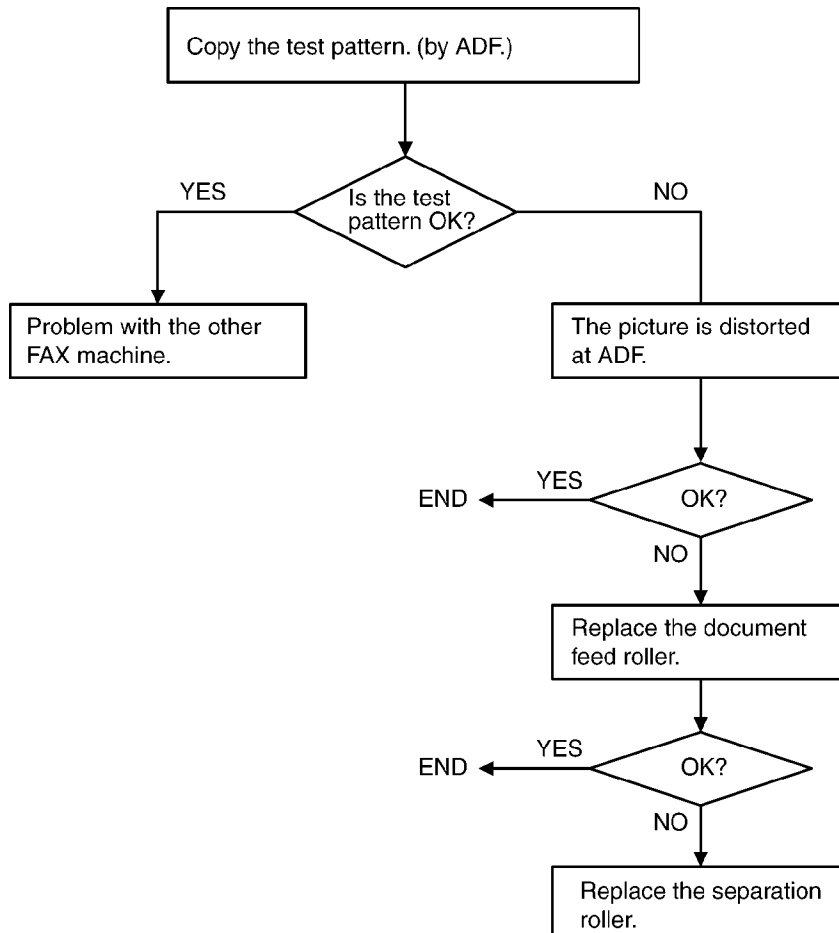 Copy the test pattern. (by ADF.)
YES
NO
Is the test
pattern OK?
Problem with the other
FAX machine.
The picture is distorted
at ADF.
END
YES
OK?
NO
Replace the document
feed roller.
END
YES
OK?
NO
Replace the separation
roller.